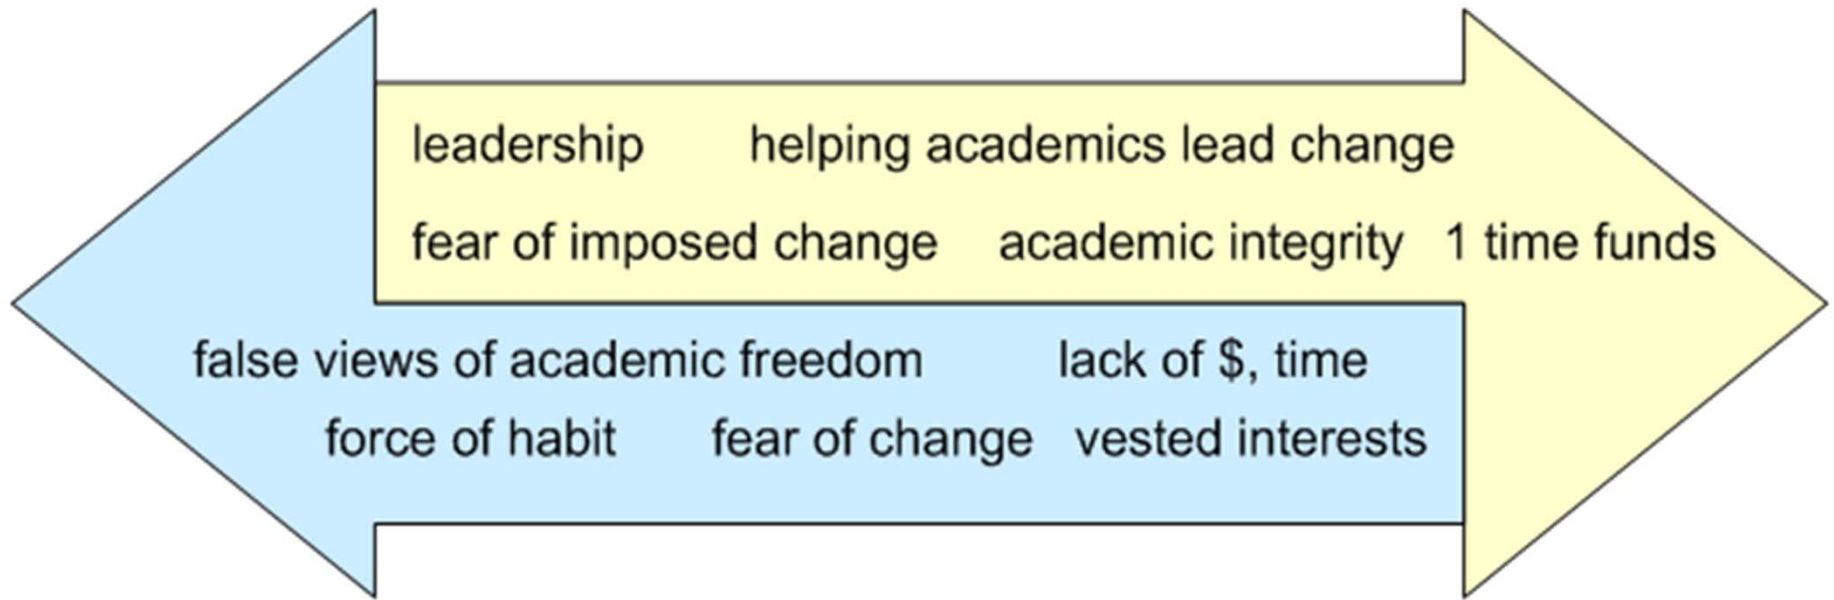 leadership helping academics lead change
fear of imposed change academic integrity 1 time funds
false views of academic freedom lack of $, time
force of habit fear of change vested interests